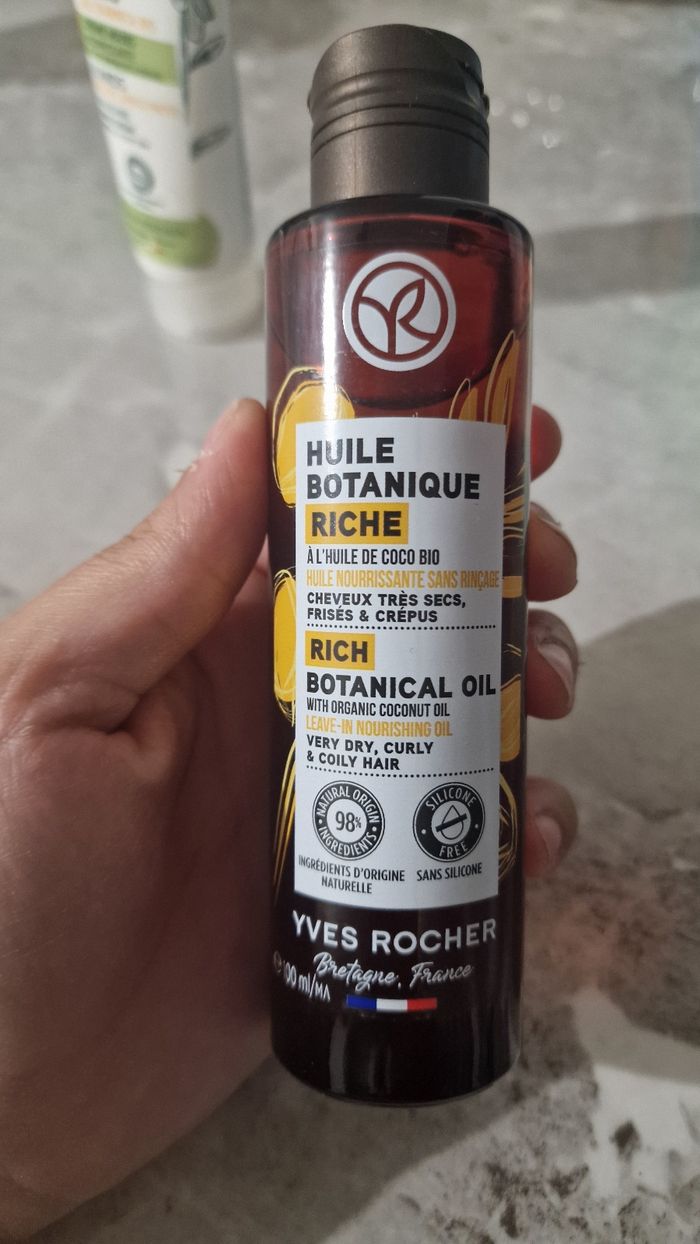 HUILE
BOTANIQUE
RICHE
À L'HUILE DE COCO BIO
HUILE NOURRISSANTE SANS RINÇAGE
CHEVEUX TRÈS SECS,
FRISÉS & CRÉPUS
RICH
BOTANICAL OIL
WITH ORGANIC COCONUT OIL
LEAVE-IN NOURISHING OIL
VERY DRY, CURLY
& COILY HAIR
NATURAL ORIGIN
98%
INGREDIENTS
INGRÉDIENTS D'ORIGINE
NATURELLE
SILICONE
FREE
SANS SILICONE
YVES ROCHER
Bretagne, France
100 ml/MA